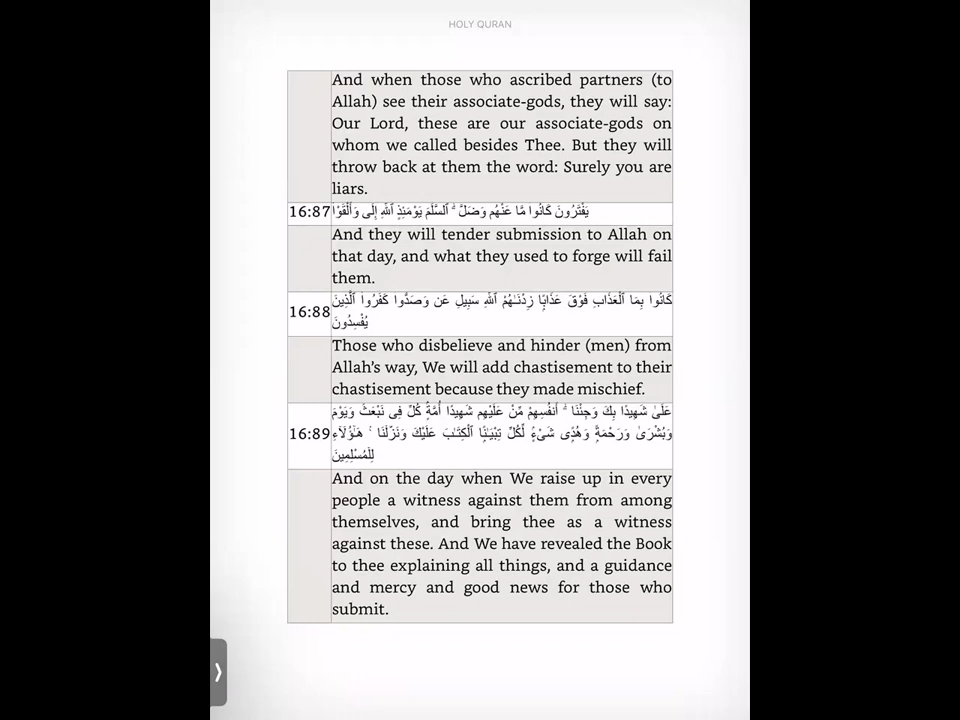 HOLY QURAN
And when those who ascribed partners (to
Allah) see their associate-gods, they will say:
Our Lord, these are our associate-gods on
whom we called besides Thee. But they will
throw back at them the word: Surely you are
liars.
16:87 يَفْتَرُونَ كَانُوا مَّا عَنْهُم وَضَلَّ ۖ ٱلسَّلَمَ يَوْمَئِذٍ ٱللَّهِ إِلَى وَأَلْقَوْا
And they will tender submission to Allah on
that day, and what they used to forge will fail
them.
كَانُوا بِمَا ٱلْعَذَابِ فَوْقَ عَذَابًا زِدْنَـٰهُمْ ٱللَّهِ سَبِيلِ عَن وَصَدُّوا كَفَرُوا ٱلَّذِينَ
16:88
يُفْسِدُونَ
Those who disbelieve and hinder (men) from
Allah’s way, We will add chastisement to their
chastisement because they made mischief.
عَلَىٰ شَهِيدًا بِكَ وَجِئْنَا ۖ أَنفُسِهِمْ مِّنْ عَلَيْهِم شَهِيدًا أُمَّةٍ كُلِّ فِى نَبْعَثُ وَيَوْمَ
16:89 وَبُشْرَىٰ وَرَحْمَةً وَهُدًى شَىْءٍ لِّكُلِّ تِبْيَـٰنًا ٱلْكِتَـٰبَ عَلَيْكَ وَنَزَّلْنَا ۚ هَـٰؤُلَآءِ
لِلْمُسْلِمِينَ
And on the day when We raise up in every
people a witness against them from among
themselves, and bring thee as a witness
against these. And We have revealed the Book
to thee explaining all things, and a guidance
and mercy and good news for those who
submit.